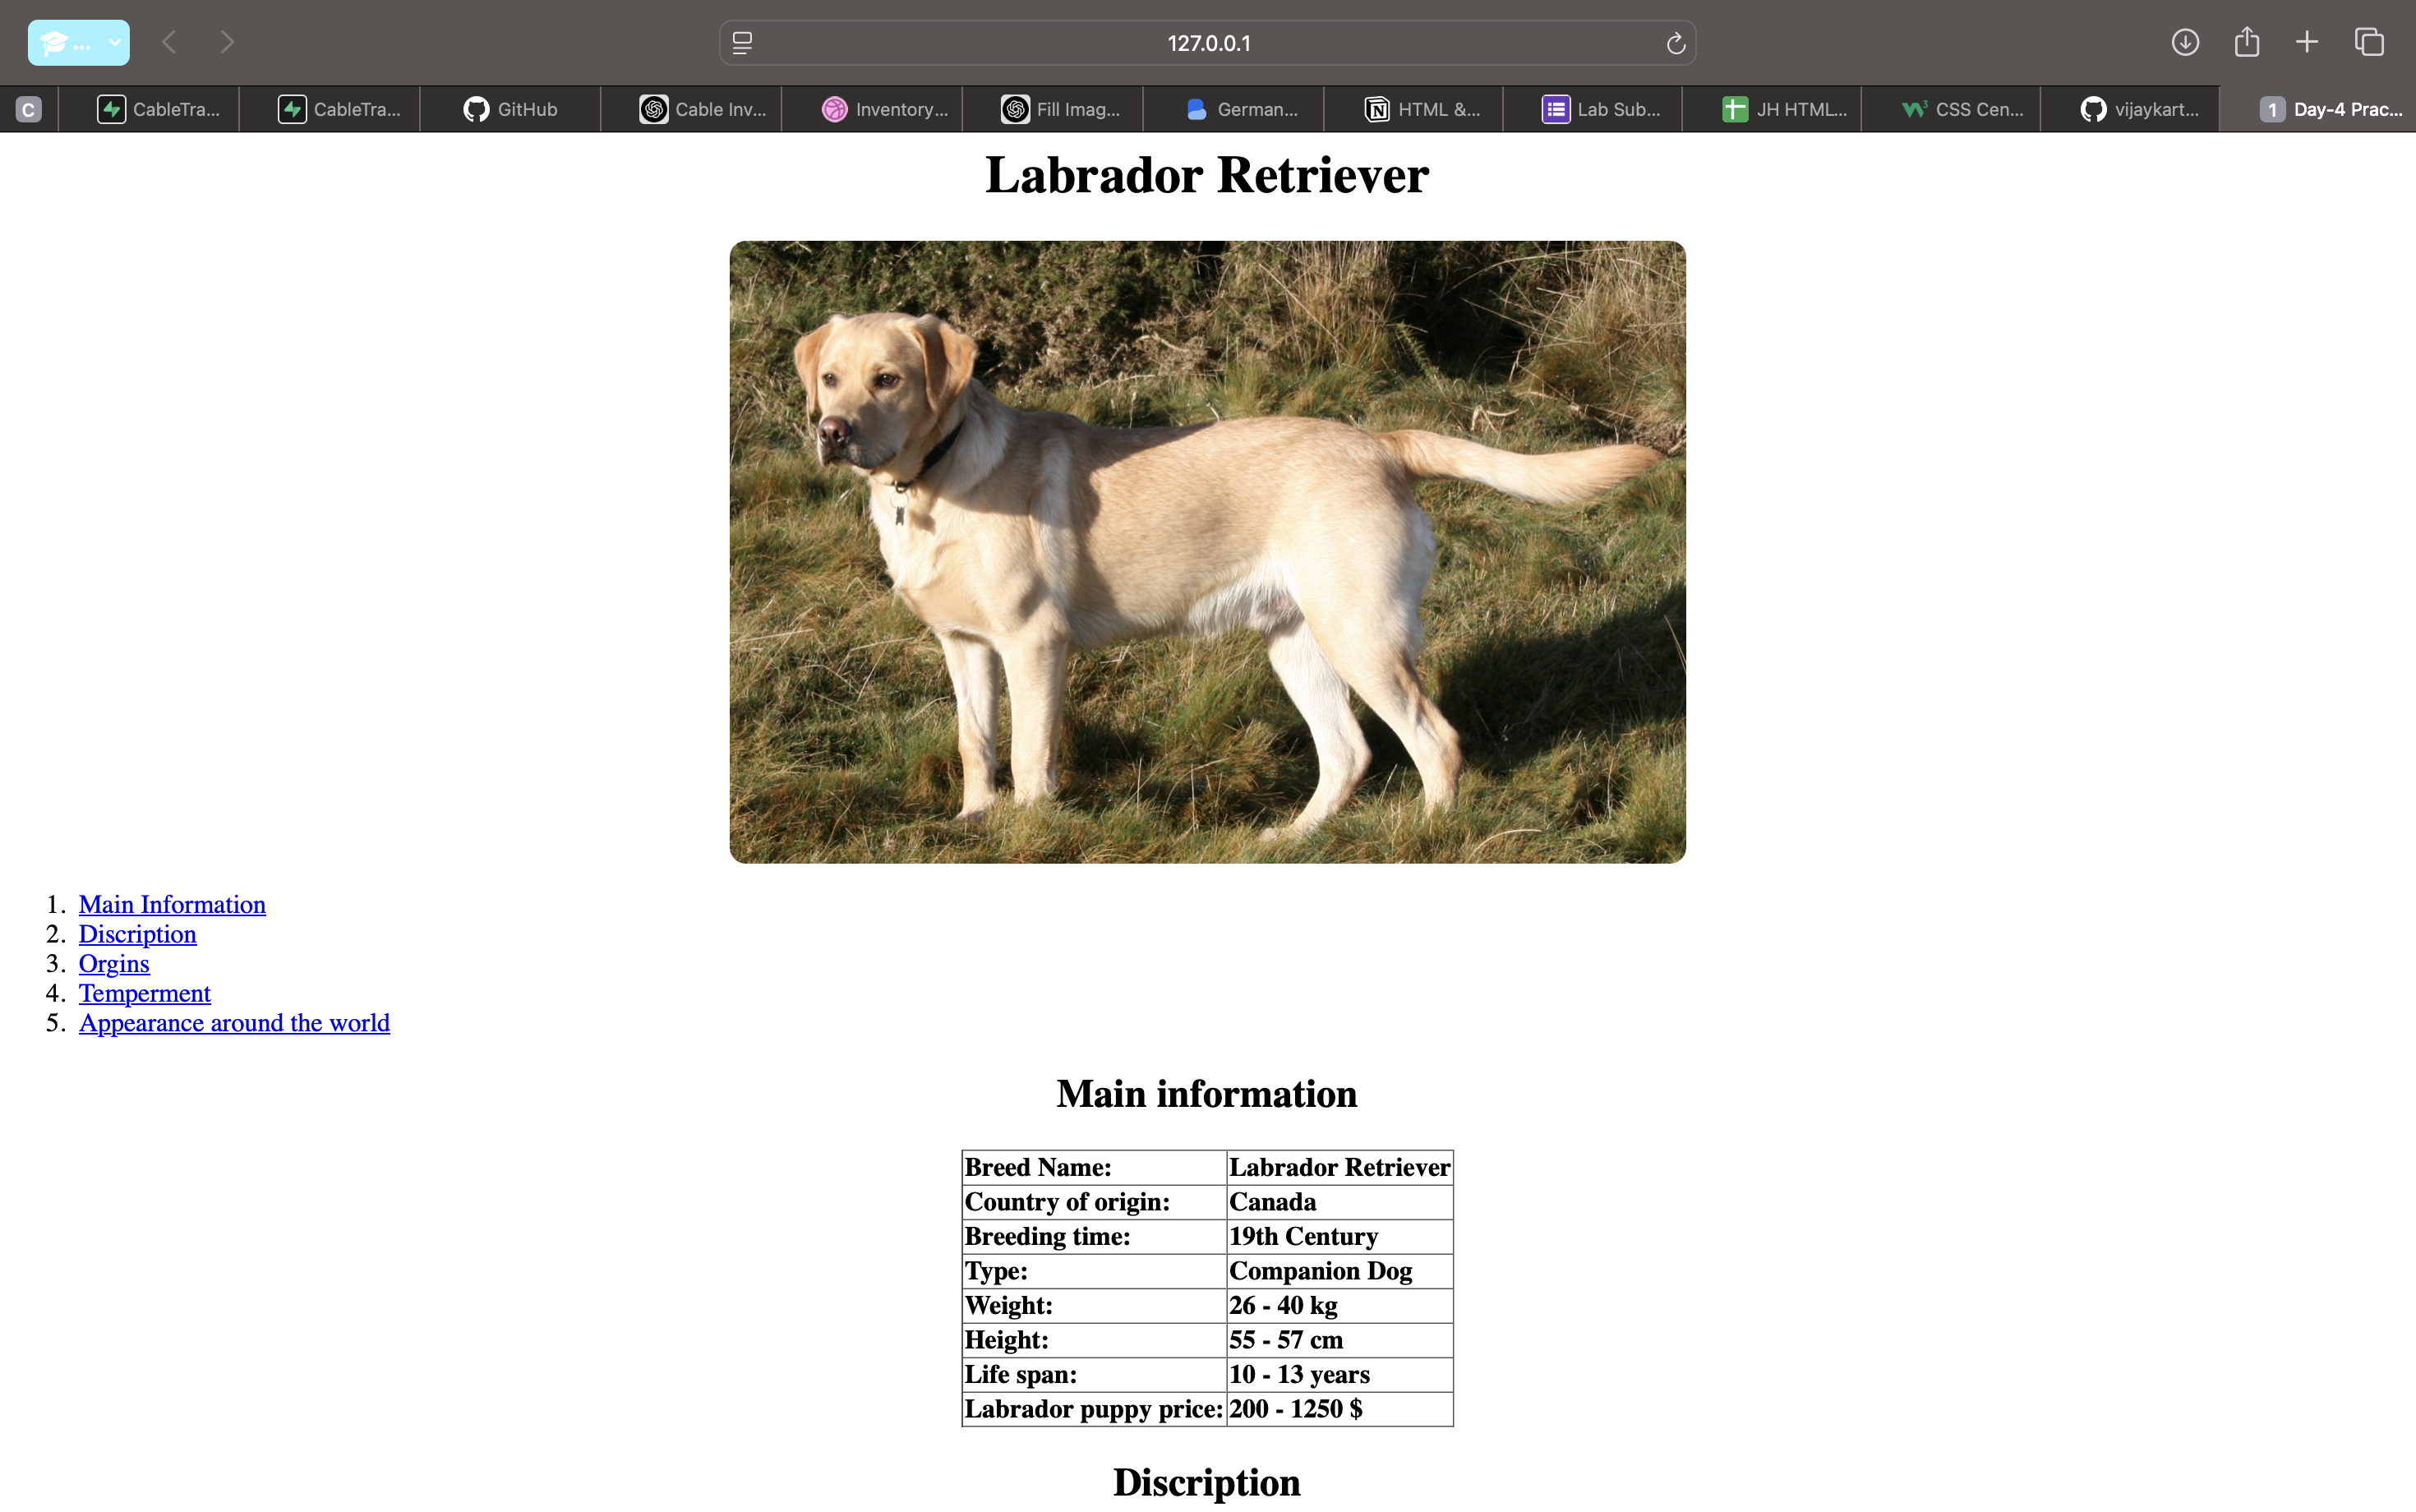 ...
127.0.0.1
C
CableTra...
CableTra...
GitHub
Cable Inv...
Inventory...
Fill Imag...
German...
HTML &...
Lab Sub...
JH HTML...
CSS Cen...
vijaykart...
1 Day-4 Prac...
Labrador Retriever
1. Main Information
2. Discription
3. Orgins
4. Temperment
5. Appearance around the world
Main information
Breed Name: Labrador Retriever
Country of origin: Canada
Breeding time: 19th Century
Type: Companion Dog
Weight: 26 - 40 kg
Height: 55 - 57 cm
Life span: 10 - 13 years
Labrador puppy price: 200 - 1250 $
Discription